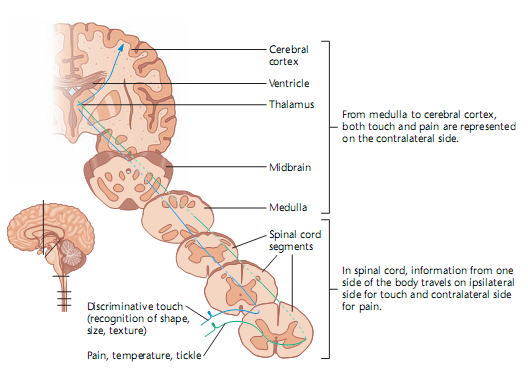 Cerebral
cortex
Ventricle
Thalamus
From medulla to cerebral cortex,
both touch and pain are represented
on the contralateral side.
Midbrain
Medulla
Spinal cord
segments
In spinal cord, information from one
side of the body travels on ipsilateral
side for touch and contralateral side
for pain.
Discriminative touch
(recognition of shape,
size, texture)
Pain, temperature, tickle